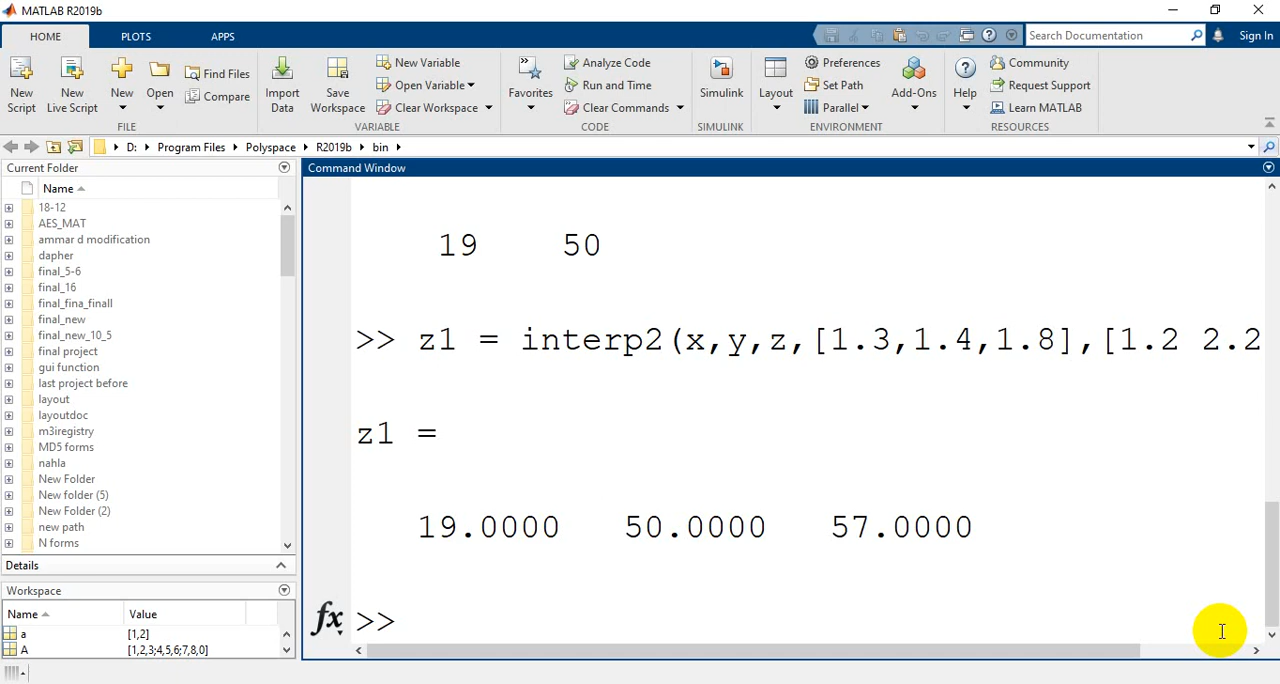 MATLAB R2019b
HOME PLOTS APPS
Search Documentation
Sign In
New Script
New Live Script
New
Open
Find Files
Compare
FILE
Import Data
Save Workspace
New Variable
Open Variable
Clear Workspace
VARIABLE
Favorites
Analyze Code
Run and Time
Clear Commands
CODE
Simulink
SIMULINK
Layout
Preferences
Set Path
Parallel
Add-Ons
ENVIRONMENT
Help
Community
Request Support
Learn MATLAB
RESOURCES
D: Program Files Polyspace R2019b bin
Current Folder
Name
18-12
AES_MAT
ammar d modification
dapher
final_5-6
final_16
final_fina_finall
final_new
final_new_10_5
final project
gui function
last project before
layout
layoutdoc
m3iregistry
MD5 forms
nahla
New Folder
New folder (5)
New Folder (2)
new path
N forms
Details
Workspace
Name Value
a [1,2]
A [1,2,3;4,5,6;7,8,0]
Command Window
19 50
>> z1 = interp2(x,y,z,[1.3,1.4,1.8],[1.2 2.2
z1 =
19.0000 50.0000 57.0000
fx >>